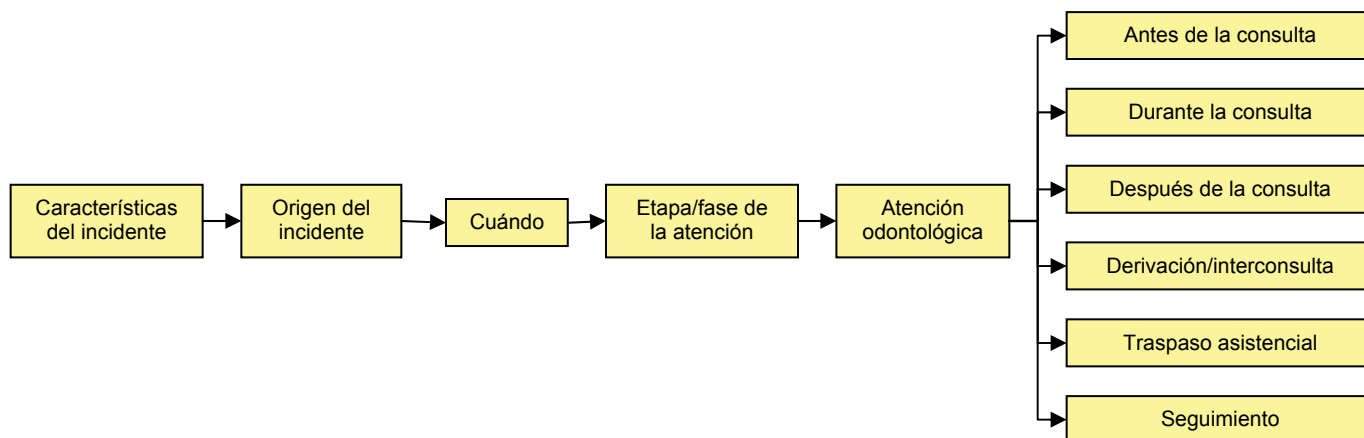 Características
del incidente
Origen del
incidente
Cuándo
Etapa/fase de
la atención
Atención
odontológica
Antes de la consulta
Durante la consulta
Después de la consulta
Derivación/interconsulta
Traspaso asistencial
Seguimiento